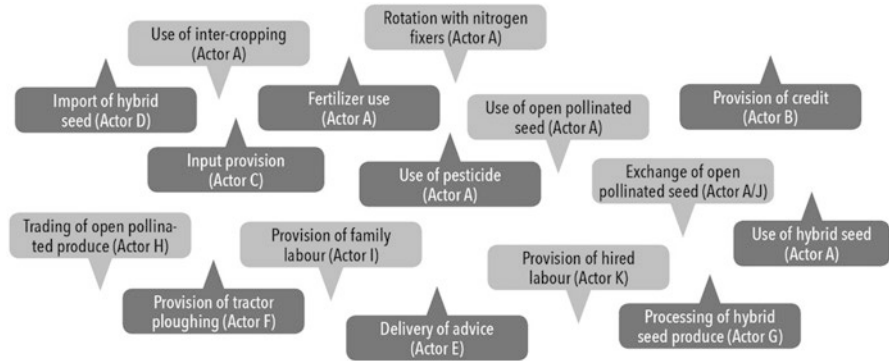 Use of inter-cropping
(Actor A)
Rotation with nitrogen
fixers (Actor A)
Import of hybrid
seed (Actor D)
Fertilizer use
(Actor A)
Use of open pollinated
seed (Actor A)
Provision of credit
(Actor B)
Input provision
(Actor C)
Use of pesticide
(Actor A)
Exchange of open
pollinated seed (Actor A/J)
Trading of open pollina-
ted produce (Actor H)
Provision of family
labour (Actor I)
Use of hybrid seed
(Actor A)
Provision of hired
labour (Actor K)
Provision of tractor
ploughing (Actor F)
Delivery of advice
(Actor E)
Processing of hybrid
seed produce (Actor G)